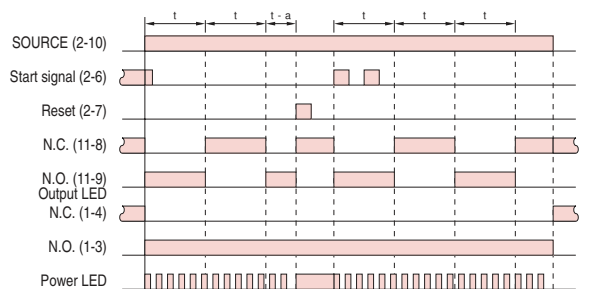 t t t - a t t t
SOURCE (2-10)
Start signal (2-6)
Reset (2-7)
N.C. (11-8)
N.O. (11-9)
Output LED
N.C. (1-4)
N.O. (1-3)
Power LED